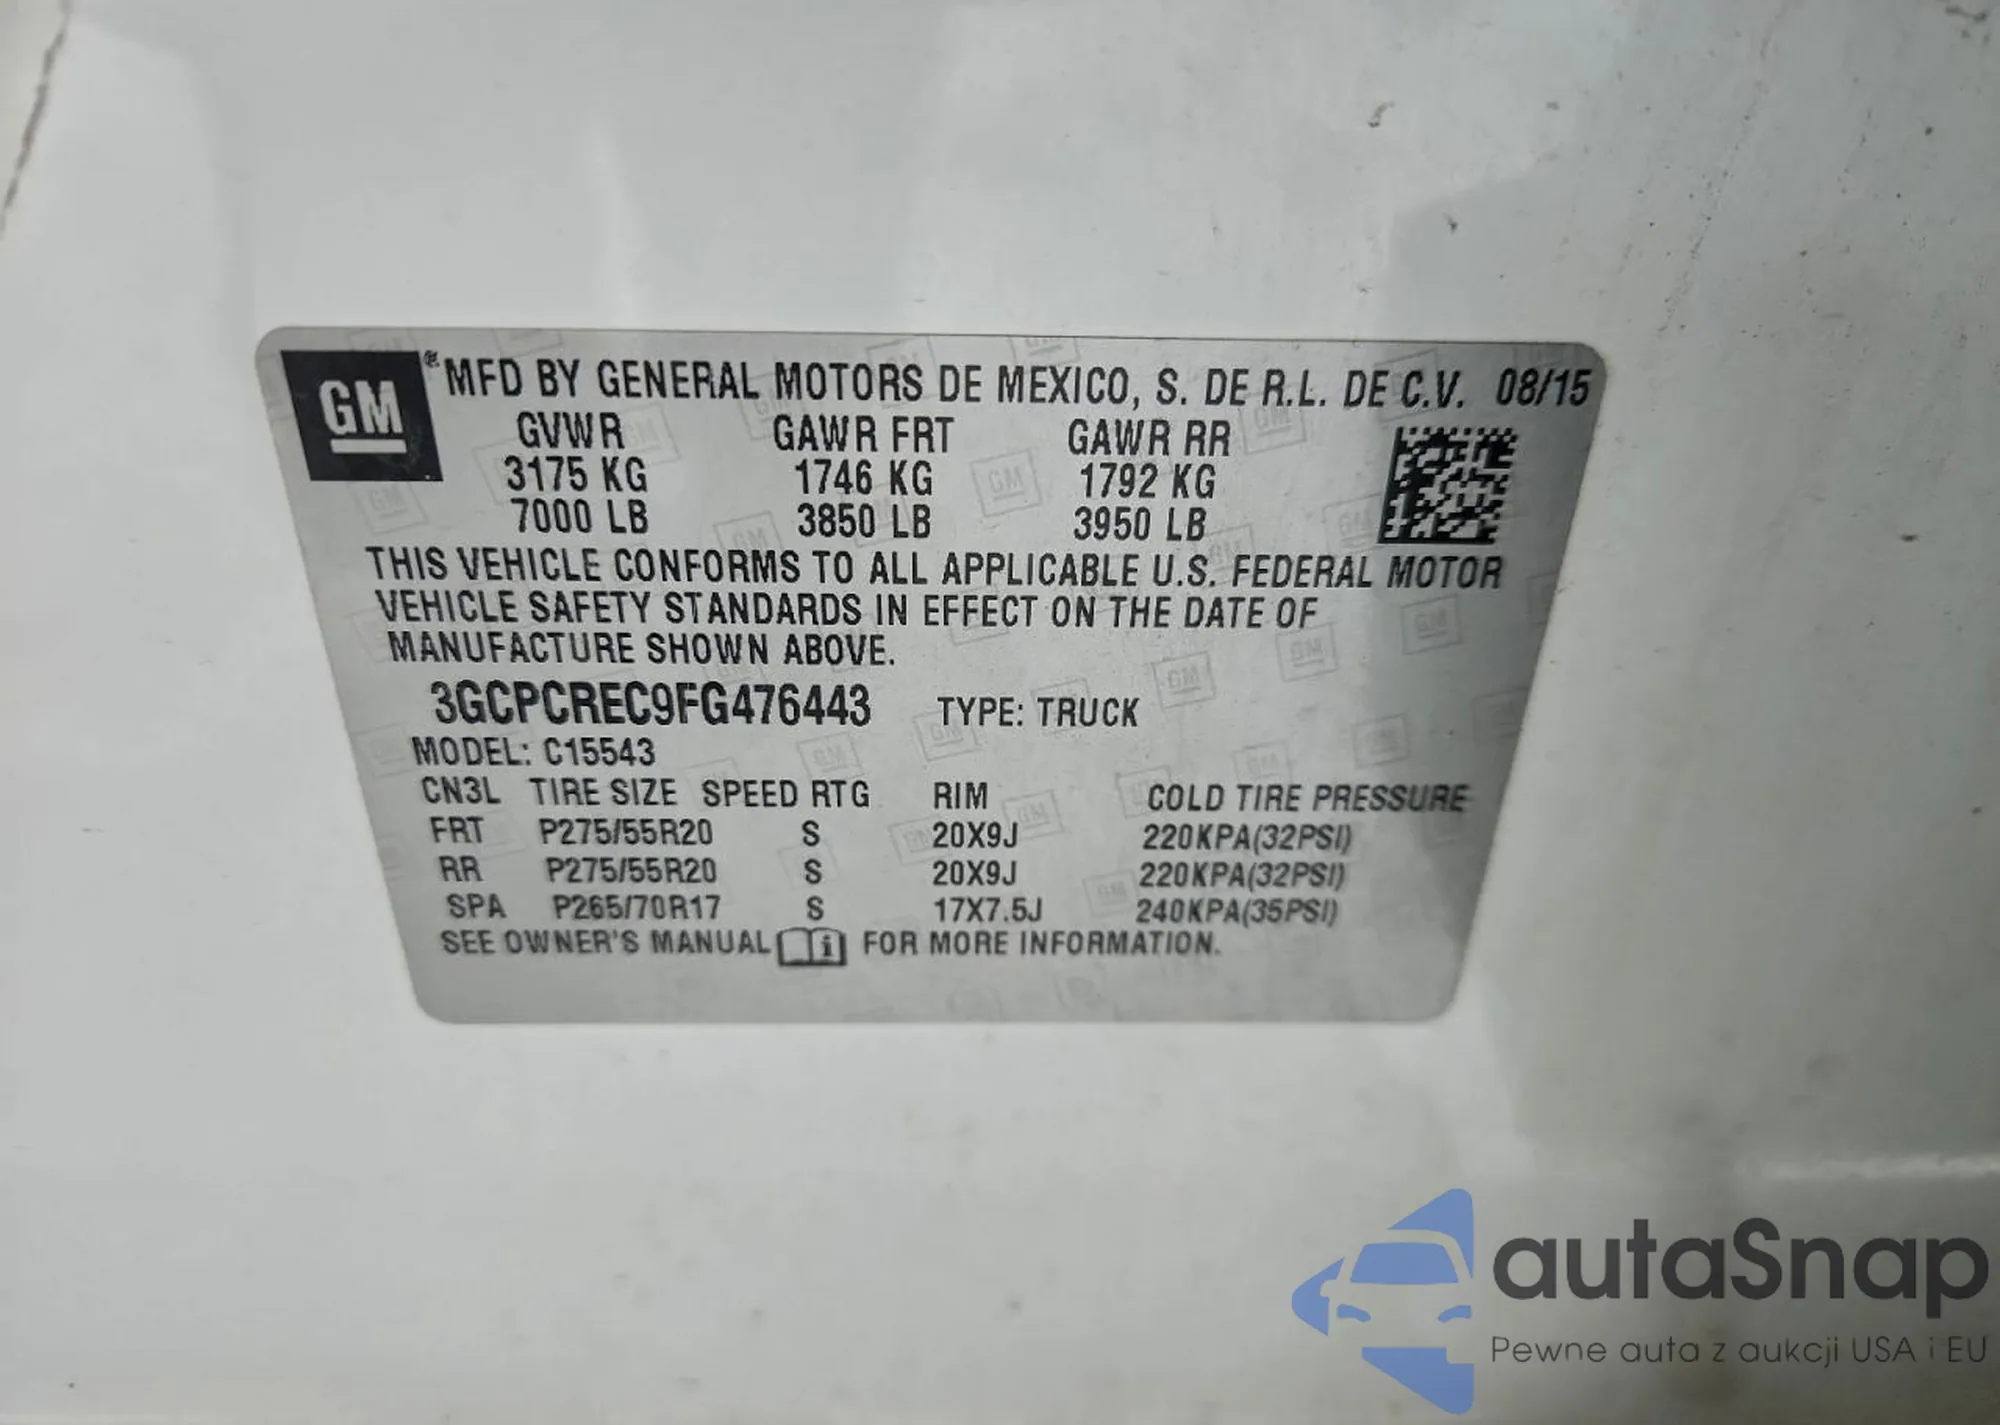 GM ® MFD BY GENERAL MOTORS DE MEXICO, S. DE R.L. DE C.V. 08/15
GVWR GAWR FRT GAWR RR
3175 KG 1746 KG 1792 KG
7000 LB 3850 LB 3950 LB
THIS VEHICLE CONFORMS TO ALL APPLICABLE U.S. FEDERAL MOTOR
VEHICLE SAFETY STANDARDS IN EFFECT ON THE DATE OF
MANUFACTURE SHOWN ABOVE.
3GCPCREC9FG476443 TYPE: TRUCK
MODEL: C15543
CN3L TIRE SIZE SPEED RTG RIM COLD TIRE PRESSURE
FRT P275/55R20 S 20X9J 220KPA(32PSI)
RR P275/55R20 S 20X9J 220KPA(32PSI)
SPA P265/70R17 S 17X7.5J 240KPA(35PSI)
SEE OWNER'S MANUAL i FOR MORE INFORMATION.
autaSnap
Pewne auta z aukcji USA i EU